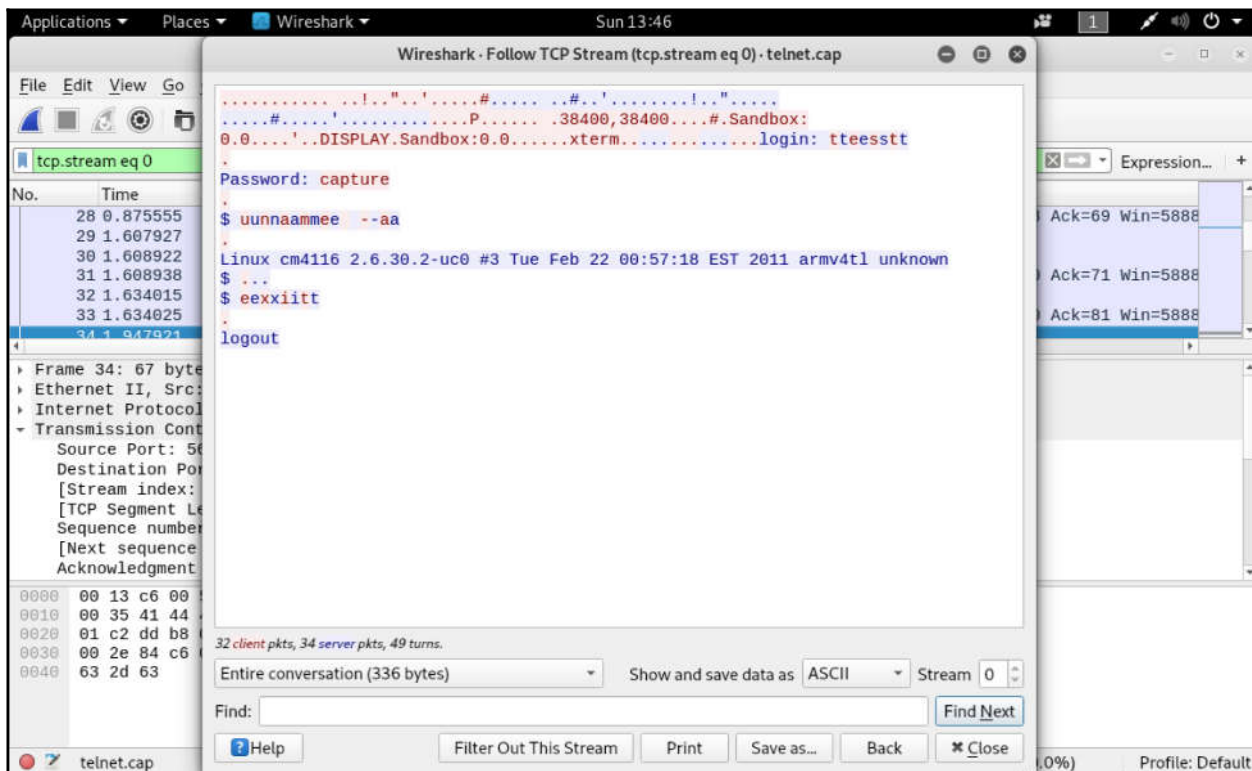 Applications Places Wireshark Sun 13:46 1
Wireshark · Follow TCP Stream (tcp.stream eq 0) · telnet.cap
File Edit View Go
tcp.stream eq 0
Expression... +
No. Time
28 0.875555
29 1.607927
30 1.608922
31 1.608938
32 1.634015
33 1.634025
34 1.947921
Ack=69 Win=5888
Ack=71 Win=5888
Ack=81 Win=5888
........... ..!.."..'.....#..... ..#..'........!..".....
.....#.....'.............P...... .38400,38400....#.Sandbox:
0.0....'..DISPLAY.Sandbox:0.0......xterm..............login: tteesstt
.
Password: capture
.
$ uunnaammee  --aa
.
Linux cm4116 2.6.30.2-uc0 #3 Tue Feb 22 00:57:18 EST 2011 armv4tl unknown
$ ...
$ eexxiitt
.
logout
Frame 34: 67 byte
Ethernet II, Src:
Internet Protocol
Transmission Cont
Source Port: 56
Destination Por
[Stream index:
[TCP Segment Le
Sequence number
[Next sequence
Acknowledgment
0000 00 13 c6 00
0010 00 35 41 44
0020 01 c2 dd b8
0030 00 2e 84 c6
0040 63 2d 63
32 client pkts, 34 server pkts, 49 turns.
Entire conversation (336 bytes) Show and save data as ASCII Stream 0
Find: Find Next
Help Filter Out This Stream Print Save as... Back Close
telnet.cap
.0%) Profile: Default